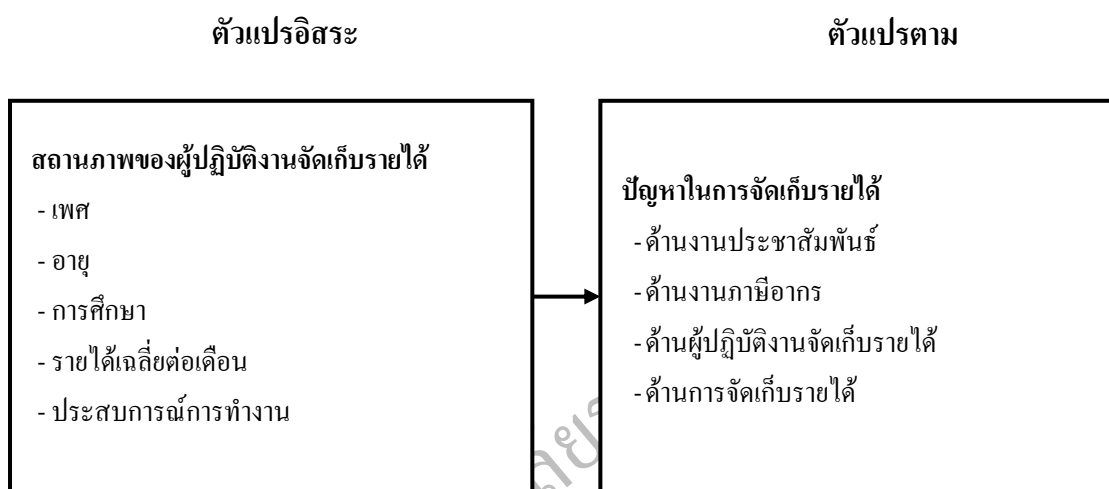 ตัวแปรอิสระ
ตัวแปรตาม
สถานภาพของผู้ปฏิบัติงานจัดเก็บรายได้
- เพศ
- อายุ
- การศึกษา
- รายได้เฉลี่ยต่อเดือน
- ประสบการณ์การทำงาน
ปัญหาในการจัดเก็บรายได้
- ด้านงานประชาสัมพันธ์
- ด้านงานภาษีอากร
- ด้านผู้ปฏิบัติงานจัดเก็บรายได้
- ด้านการจัดเก็บรายได้